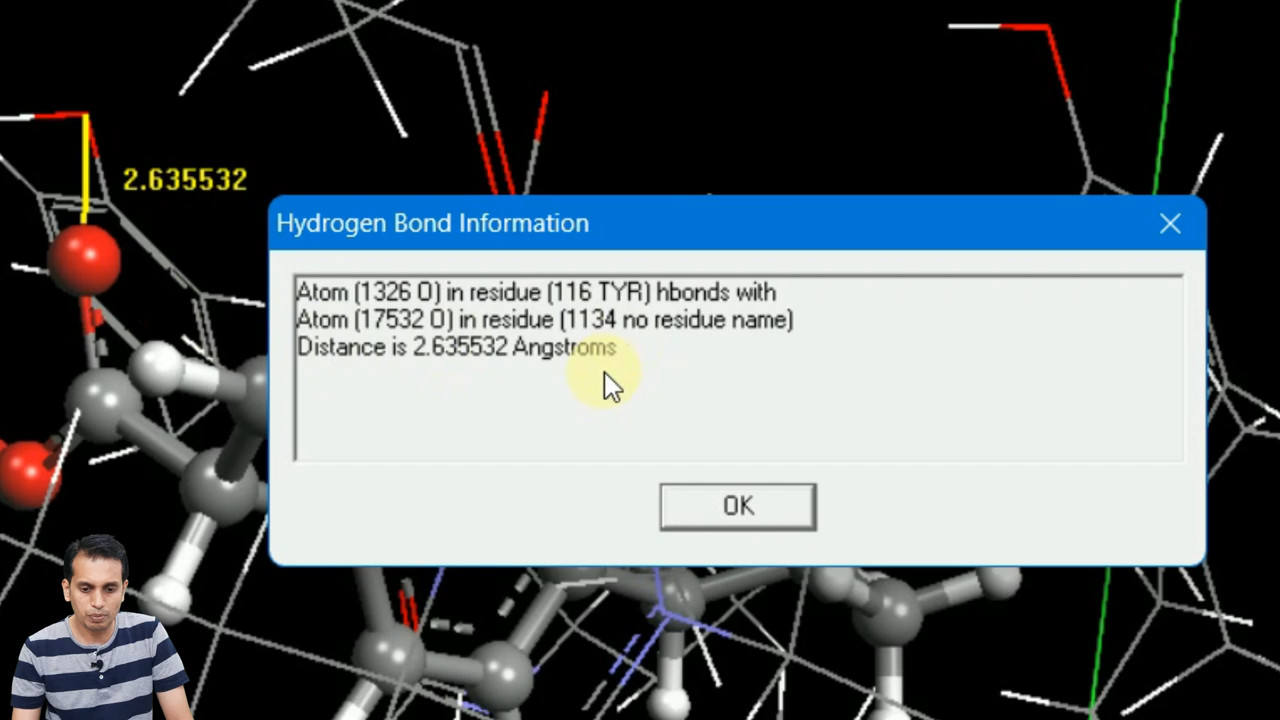 2.635532
Hydrogen Bond Information
Atom (1326 O) in residue (116 TYR) hbonds with
Atom (17532 O) in residue (1134 no residue name)
Distance is 2.635532 Angstroms
OK